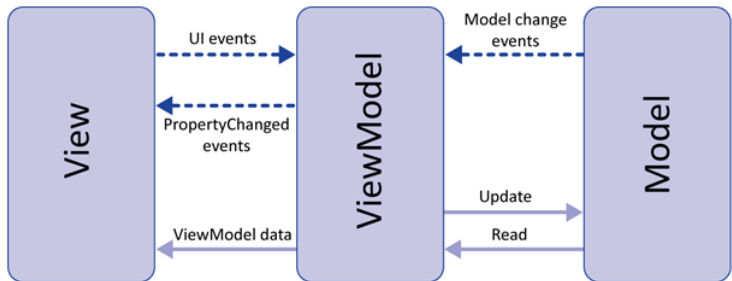 View
UI events
PropertyChanged
events
ViewModel data
ViewModel
Model change
events
Update
Read
Model